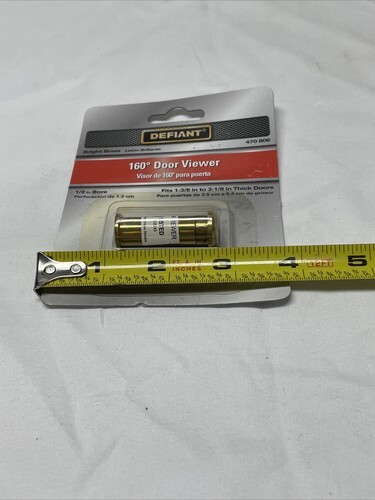 DEFIANT®
Bright Brass Latón Brillante 470 806
160° Door Viewer
Visor de 160° para puerta
1/2 in Bore Fits 1-3/8 in to 2-1/8 in Thick Doors
Perforación de 1.3 cm Para puertas de 3.5 cm a 5.4 cm de grosor
VIEWER
1 2 3 4 5
INCHES
12FT